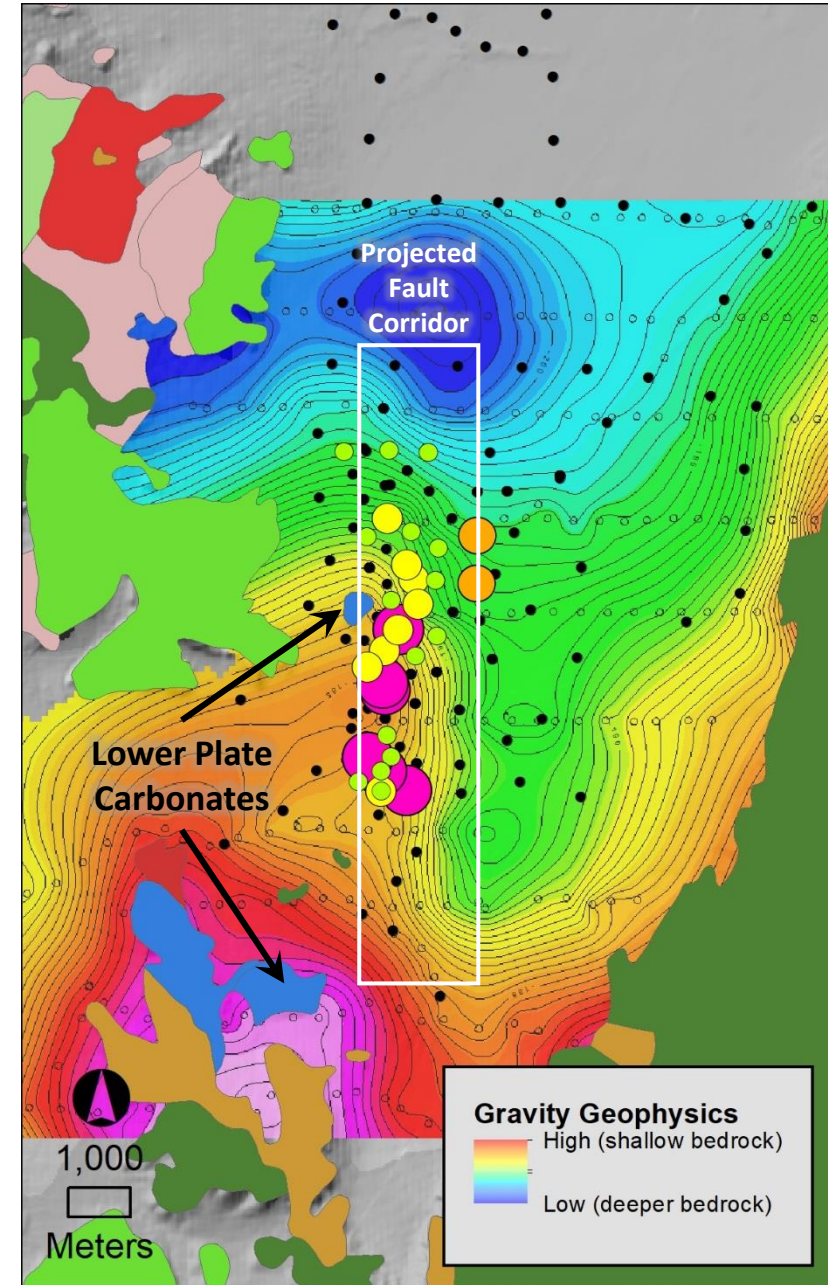 Projected
Fault
Corridor
Lower Plate
Carbonates
1,000
Meters
Gravity Geophysics
High (shallow bedrock)
Low (deeper bedrock)